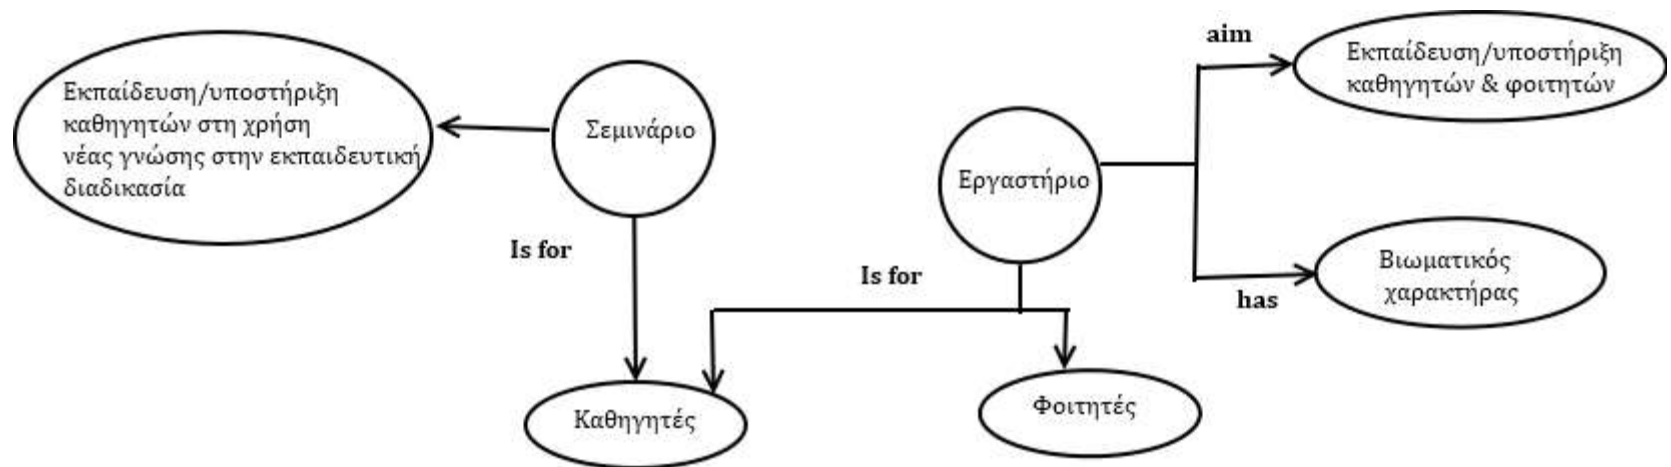 Εκπαίδευση/υποστήριξη
καθηγητών στη χρήση
νέας γνώσης στην εκπαιδευτική
διαδικασία
Σεμινάριο
Is for
Καθηγητές
Εργαστήριο
Is for
Φοιτητές
aim
Εκπαίδευση/υποστήριξη
καθηγητών & φοιτητών
has
Βιωματικός
χαρακτήρας